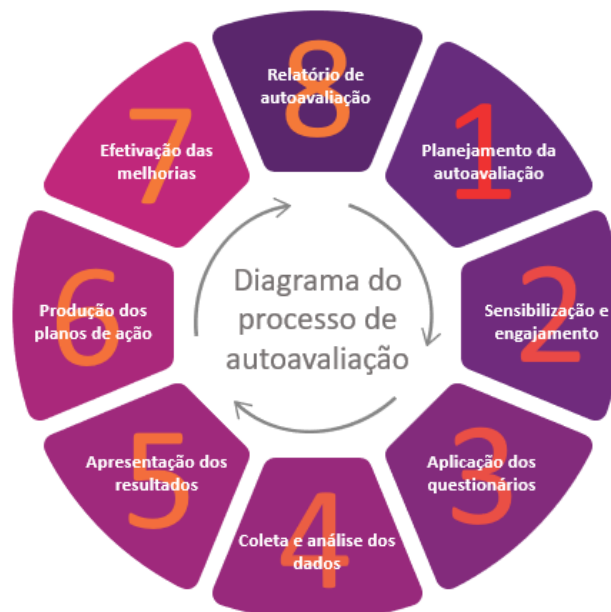 8
Relatório de
autoavaliação
1
Planejamento da
autoavaliação
2
Sensibilização e
engajamento
3
Aplicação dos
questionários
4
Coleta e análise dos
dados
5
Apresentação dos
resultados
6
Produção dos
planos de ação
7
Efetivação das
melhorias
Diagrama do
processo de
autoavaliação